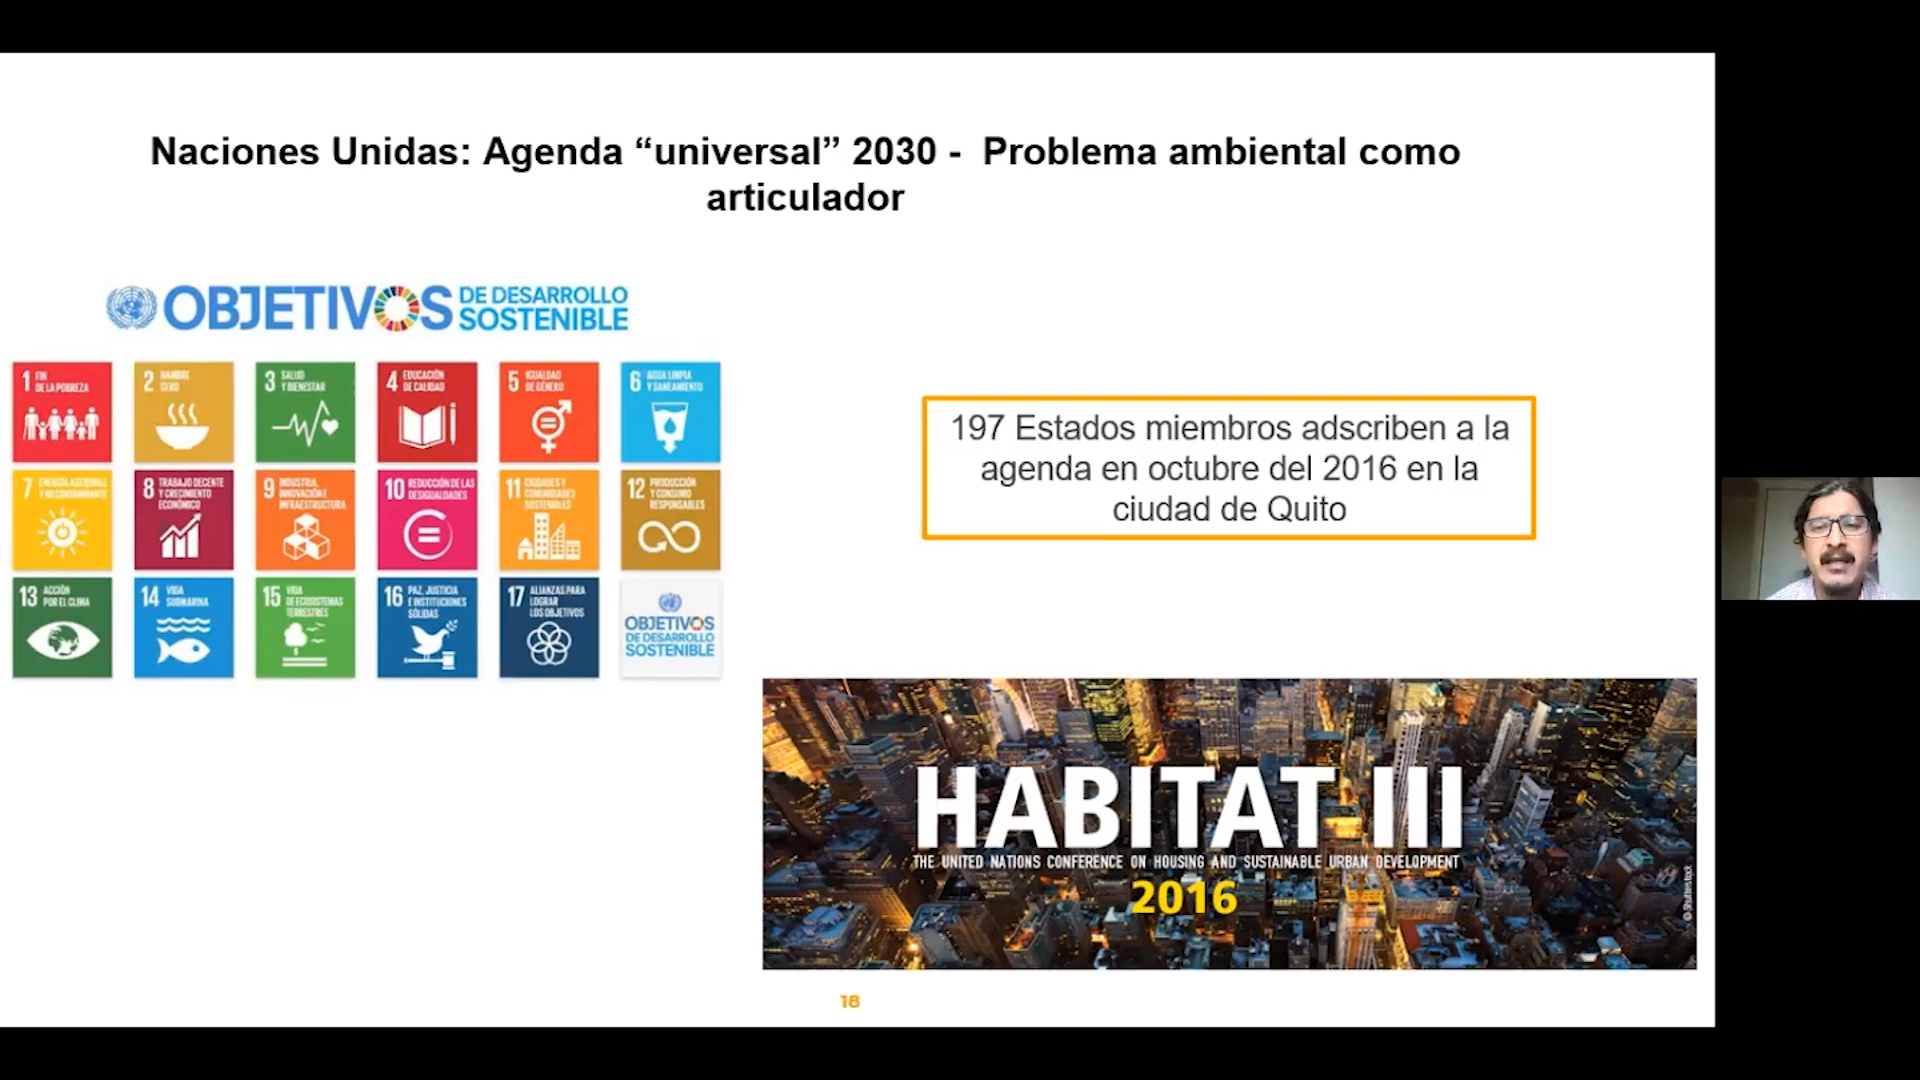 Naciones Unidas: Agenda “universal” 2030 - Problema ambiental como
articulador
OBJETIVOS
DE DESARROLLO
SOSTENIBLE
1 FIN
DE LA POBREZA
2 HAMBRE
CERO
3 SALUD
Y BIENESTAR
4 EDUCACIÓN
DE CALIDAD
5 IGUALDAD
DE GÉNERO
6 AGUA LIMPIA
Y SANEAMIENTO
7 ENERGÍA ASEQUIBLE
Y NO CONTAMINANTE
8 TRABAJO DECENTE
Y CRECIMIENTO
ECONÓMICO
9 INDUSTRIA,
INNOVACIÓN E
INFRAESTRUCTURA
10 REDUCCIÓN DE LAS
DESIGUALDADES
11 CIUDADES Y
COMUNIDADES
SOSTENIBLES
12 PRODUCCIÓN
Y CONSUMO
RESPONSABLES
13 ACCIÓN
POR EL CLIMA
14 VIDA
SUBMARINA
15 VIDA
DE ECOSISTEMAS
TERRESTRES
16 PAZ, JUSTICIA
E INSTITUCIONES
SÓLIDAS
17 ALIANZAS PARA
LOGRAR
LOS OBJETIVOS
OBJETIVOS
DE DESARROLLO
SOSTENIBLE
197 Estados miembros adscriben a la
agenda en octubre del 2016 en la
ciudad de Quito
HABITAT III
THE UNITED NATIONS CONFERENCE ON HOUSING AND SUSTAINABLE URBAN DEVELOPMENT
2016
© Shutterstock
18